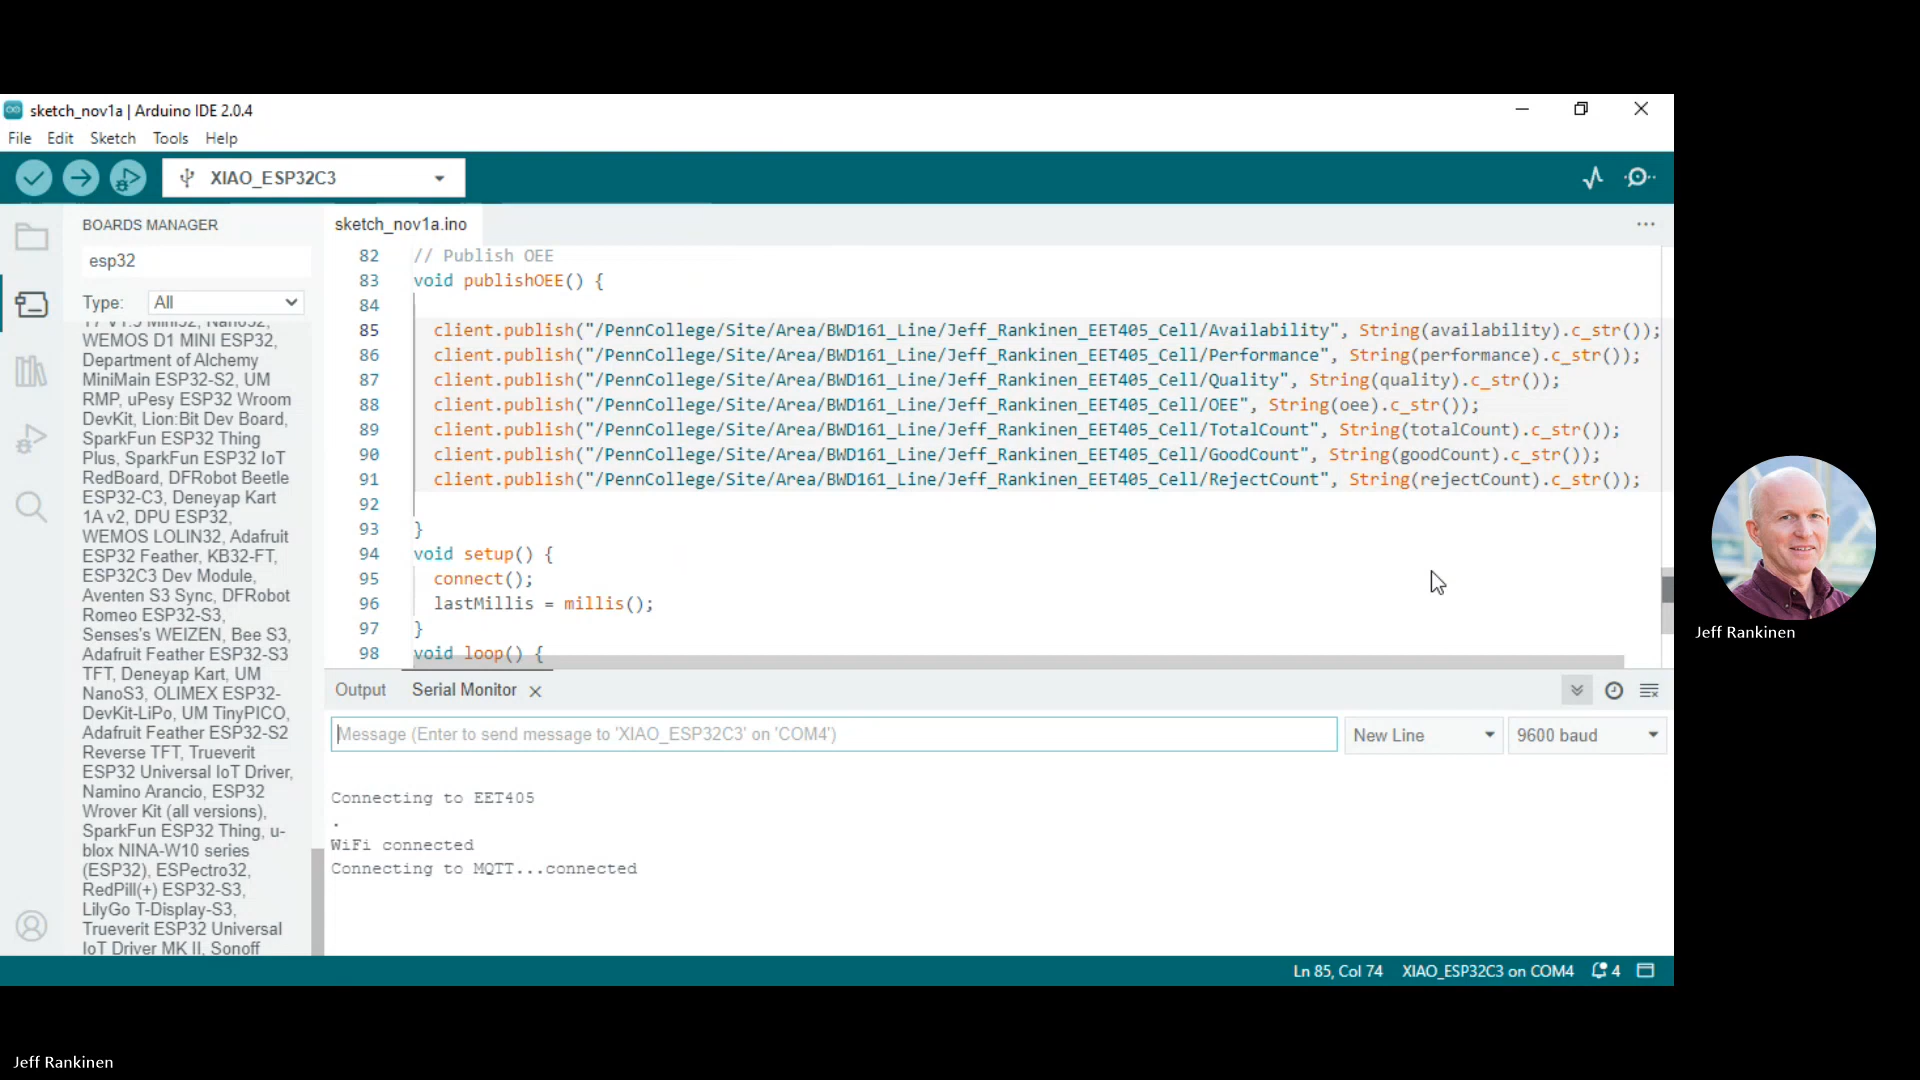 sketch_nov1a | Arduino IDE 2.0.4
File Edit Sketch Tools Help
XIAO_ESP32C3
BOARDS MANAGER
esp32
Type: All
WEMOS D1 MINI ESP32,
Department of Alchemy
MiniMain ESP32-S2, UM
RMP, uPesy ESP32 Wroom
DevKit, Lion:Bit Dev Board,
SparkFun ESP32 Thing
Plus, SparkFun ESP32 IoT
RedBoard, DFRobot Beetle
ESP32-C3, Deneyap Kart
1A v2, DPU ESP32,
WEMOS LOLIN32, Adafruit
ESP32 Feather, KB32-FT,
ESP32C3 Dev Module,
Aventen S3 Sync, DFRobot
Romeo ESP32-S3,
Senses's WEIZEN, Bee S3,
Adafruit Feather ESP32-S3
TFT, Deneyap Kart, UM
NanoS3, OLIMEX ESP32-
DevKit-LiPo, UM TinyPICO,
Adafruit Feather ESP32-S2
Reverse TFT, Trueverit
ESP32 Universal IoT Driver,
Namino Arancio, ESP32
Wrover Kit (all versions),
SparkFun ESP32 Thing, u-
blox NINA-W10 series
(ESP32), ESPectro32,
RedPill(+) ESP32-S3,
LilyGo T-Display-S3,
Trueverit ESP32 Universal
IoT Driver MK II, Sonoff
sketch_nov1a.ino
82 // Publish OEE
83 void publishOEE() {
84
85 client.publish("/PennCollege/Site/Area/BWD161_Line/Jeff_Rankinen_EET405_Cell/Availability", String(availability).c_str());
86 client.publish("/PennCollege/Site/Area/BWD161_Line/Jeff_Rankinen_EET405_Cell/Performance", String(performance).c_str());
87 client.publish("/PennCollege/Site/Area/BWD161_Line/Jeff_Rankinen_EET405_Cell/Quality", String(quality).c_str());
88 client.publish("/PennCollege/Site/Area/BWD161_Line/Jeff_Rankinen_EET405_Cell/OEE", String(oee).c_str());
89 client.publish("/PennCollege/Site/Area/BWD161_Line/Jeff_Rankinen_EET405_Cell/TotalCount", String(totalCount).c_str());
90 client.publish("/PennCollege/Site/Area/BWD161_Line/Jeff_Rankinen_EET405_Cell/GoodCount", String(goodCount).c_str());
91 client.publish("/PennCollege/Site/Area/BWD161_Line/Jeff_Rankinen_EET405_Cell/RejectCount", String(rejectCount).c_str());
92
93 }
94 void setup() {
95 connect();
96 lastMillis = millis();
97 }
98 void loop() {
Output Serial Monitor
Message (Enter to send message to 'XIAO_ESP32C3' on 'COM4')
New Line
9600 baud
Connecting to EET405
.
WiFi connected
Connecting to MQTT...connected
Ln 85, Col 74 XIAO_ESP32C3 on COM4 4
Jeff Rankinen
Jeff Rankinen